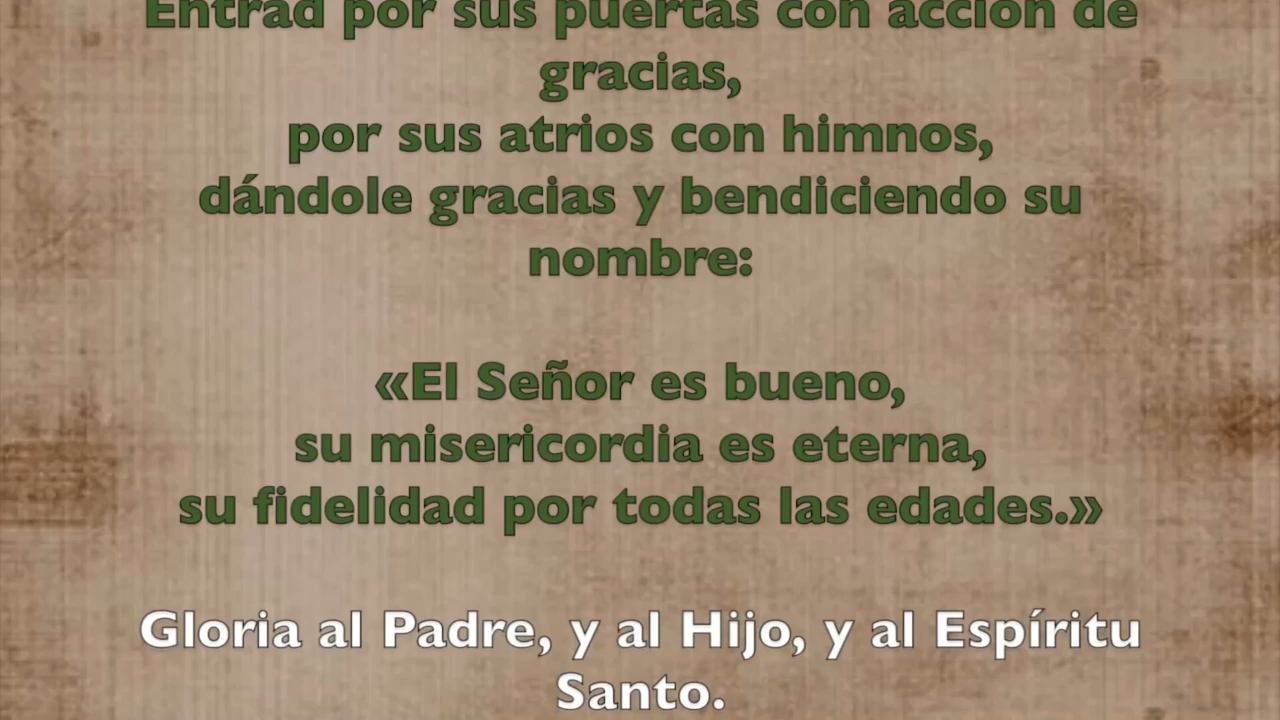 Entrad por sus puertas con acción de
gracias,
por sus atrios con himnos,
dándole gracias y bendiciendo su
nombre:
«El Señor es bueno,
su misericordia es eterna,
su fidelidad por todas las edades.»
Gloria al Padre, y al Hijo, y al Espíritu
Santo.